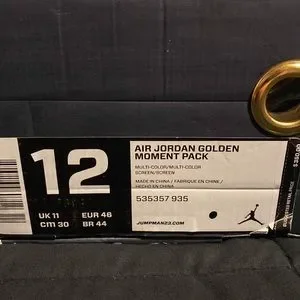 12
UK 11 EUR 46
cm 30 BR 44
AIR JORDAN GOLDEN
MOMENT PACK
MULTI-COLOR/MULTI-COLOR
SCREEN/SCREEN
MADE IN CHINA / FABRIQUE EN CHINE /
HECHO EN CHINA
535357 935
JUMPMAN23.COM